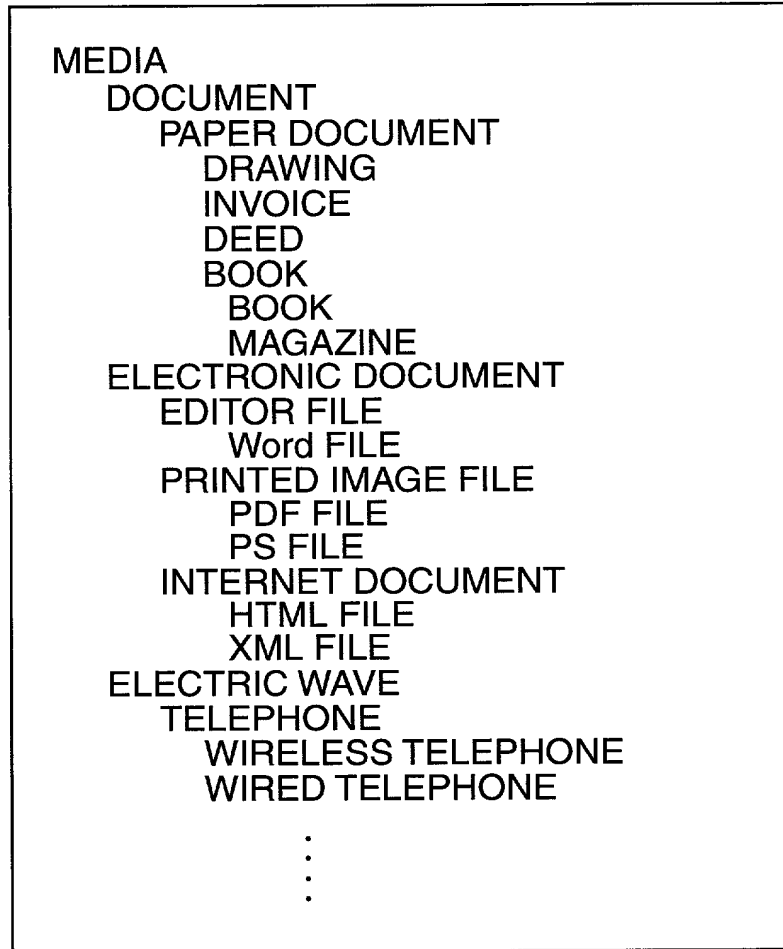 MEDIA
DOCUMENT
PAPER DOCUMENT
DRAWING
INVOICE
DEED
BOOK
BOOK
MAGAZINE
ELECTRONIC DOCUMENT
EDITOR FILE
Word FILE
PRINTED IMAGE FILE
PDF FILE
PS FILE
INTERNET DOCUMENT
HTML FILE
XML FILE
ELECTRIC WAVE
TELEPHONE
WIRELESS TELEPHONE
WIRED TELEPHONE